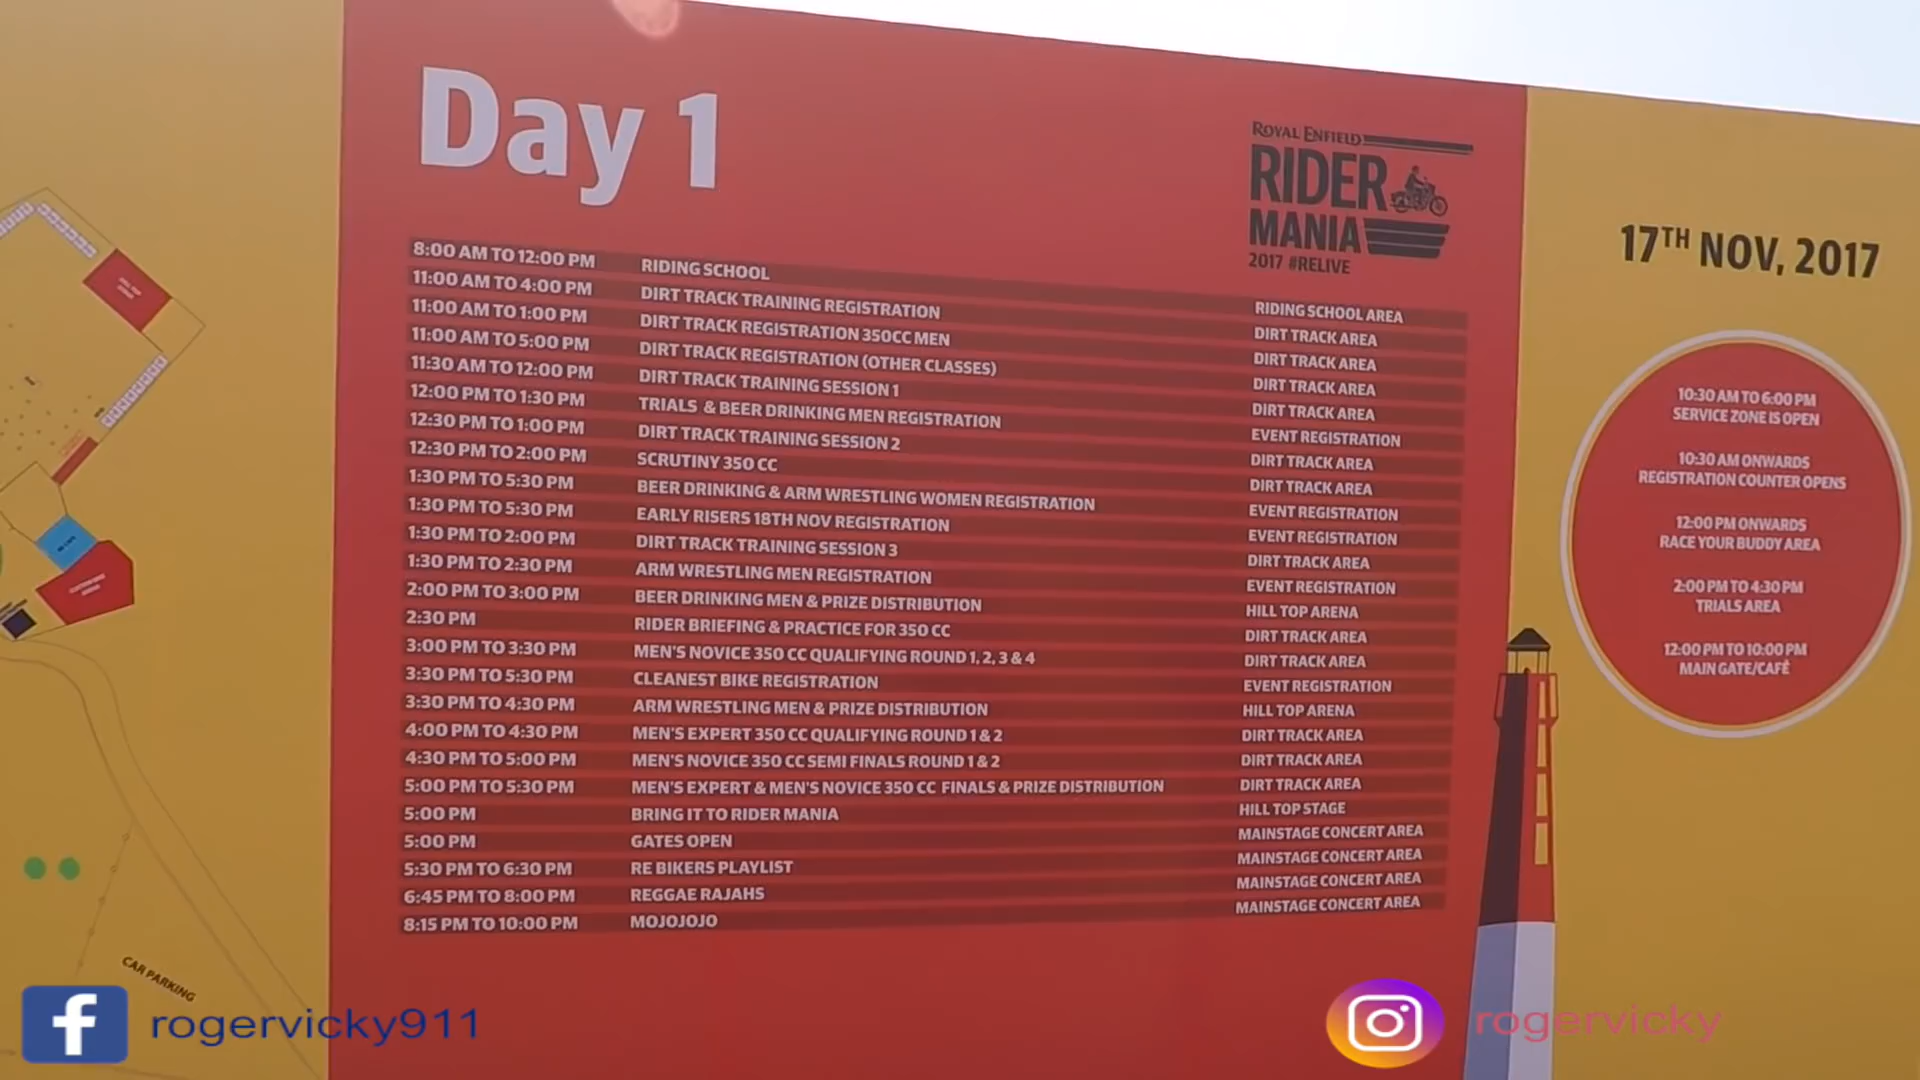 Day 1
ROYAL ENFIELD
RIDER
MANIA
2017 #RELIVE
8:00 AM TO 12:00 PM RIDING SCHOOL RIDING SCHOOL AREA
11:00 AM TO 4:00 PM DIRT TRACK TRAINING REGISTRATION DIRT TRACK AREA
11:00 AM TO 1:00 PM DIRT TRACK REGISTRATION 350CC MEN DIRT TRACK AREA
11:00 AM TO 5:00 PM DIRT TRACK REGISTRATION (OTHER CLASSES) DIRT TRACK AREA
11:30 AM TO 12:00 PM DIRT TRACK TRAINING SESSION 1 DIRT TRACK AREA
12:00 PM TO 1:30 PM TRIALS & BEER DRINKING MEN REGISTRATION EVENT REGISTRATION
12:30 PM TO 1:00 PM DIRT TRACK TRAINING SESSION 2 DIRT TRACK AREA
12:30 PM TO 2:00 PM SCRUTINY 350 CC DIRT TRACK AREA
1:30 PM TO 5:30 PM BEER DRINKING & ARM WRESTLING WOMEN REGISTRATION EVENT REGISTRATION
1:30 PM TO 5:30 PM EARLY RISERS 18TH NOV REGISTRATION EVENT REGISTRATION
1:30 PM TO 2:00 PM DIRT TRACK TRAINING SESSION 3 DIRT TRACK AREA
1:30 PM TO 2:30 PM ARM WRESTLING MEN REGISTRATION EVENT REGISTRATION
2:00 PM TO 3:00 PM BEER DRINKING MEN & PRIZE DISTRIBUTION HILL TOP ARENA
2:30 PM RIDER BRIEFING & PRACTICE FOR 350 CC DIRT TRACK AREA
3:00 PM TO 3:30 PM MEN'S NOVICE 350 CC QUALIFYING ROUND 1, 2, 3 & 4 DIRT TRACK AREA
3:30 PM TO 5:30 PM CLEANEST BIKE REGISTRATION EVENT REGISTRATION
3:30 PM TO 4:30 PM ARM WRESTLING MEN & PRIZE DISTRIBUTION HILL TOP ARENA
4:00 PM TO 4:30 PM MEN'S EXPERT 350 CC QUALIFYING ROUND 1 & 2 DIRT TRACK AREA
4:30 PM TO 5:00 PM MEN'S NOVICE 350 CC SEMI FINALS ROUND 1 & 2 DIRT TRACK AREA
5:00 PM TO 5:30 PM MEN'S EXPERT & MEN'S NOVICE 350 CC FINALS & PRIZE DISTRIBUTION DIRT TRACK AREA
5:00 PM BRING IT TO RIDER MANIA HILL TOP STAGE
5:00 PM GATES OPEN MAINSTAGE CONCERT AREA
5:30 PM TO 6:30 PM RE BIKERS PLAYLIST MAINSTAGE CONCERT AREA
6:45 PM TO 8:00 PM REGGAE RAJAHS MAINSTAGE CONCERT AREA
8:15 PM TO 10:00 PM MOJOJOJO MAINSTAGE CONCERT AREA
17TH NOV, 2017
10:30 AM TO 6:00 PM
SERVICE ZONE IS OPEN
10:30 AM ONWARDS
REGISTRATION COUNTER OPENS
12:00 PM ONWARDS
RACE YOUR BUDDY AREA
2:00 PM TO 4:30 PM
TRIALS AREA
12:00 PM TO 10:00 PM
MAIN GATE/CAFÉ
CAR PARKING
f rogervicky911
rogervicky